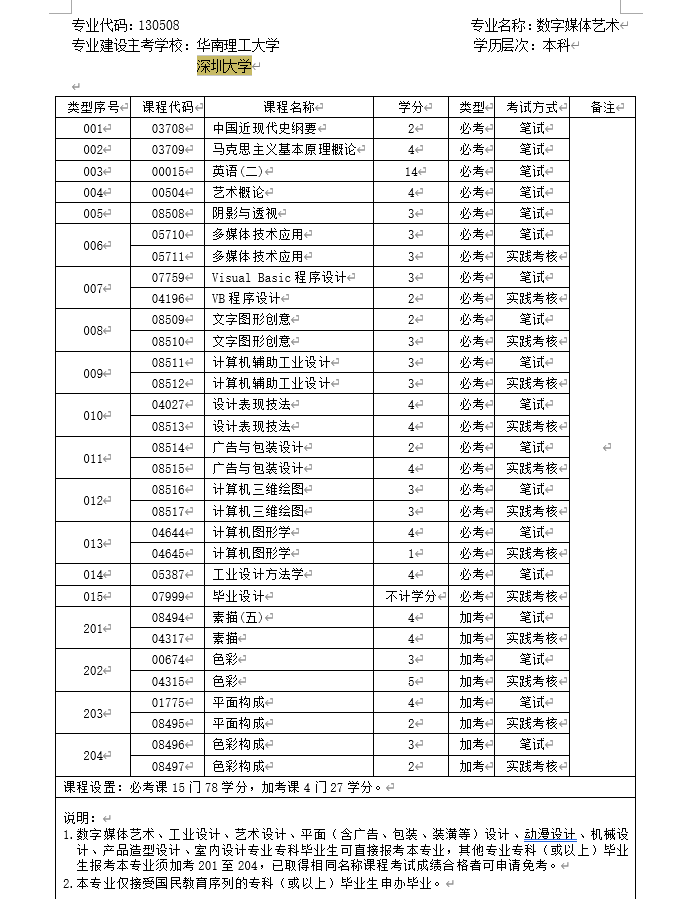 专业代码：130508 专业名称：数字媒体艺术
专业建设主考学校：华南理工大学 学历层次：本科
深圳大学
类型序号 课程代码 课程名称 学分 类型 考试方式 备注
001 03708 中国近现代史纲要 2 必考 笔试
002 03709 马克思主义基本原理概论 4 必考 笔试
003 00015 英语(二) 14 必考 笔试
004 00504 艺术概论 4 必考 笔试
005 08508 阴影与透视 3 必考 笔试
006 05710 多媒体技术应用 3 必考 笔试
05711 多媒体技术应用 3 必考 实践考核
007 07759 Visual Basic 程序设计 3 必考 笔试
04196 VB 程序设计 2 必考 实践考核
008 08509 文字图形创意 2 必考 笔试
08510 文字图形创意 3 必考 实践考核
009 08511 计算机辅助工业设计 3 必考 笔试
08512 计算机辅助工业设计 3 必考 实践考核
010 04027 设计表现技法 4 必考 笔试
08513 设计表现技法 4 必考 实践考核
011 08514 广告与包装设计 2 必考 笔试
08515 广告与包装设计 4 必考 实践考核
012 08516 计算机三维绘图 3 必考 笔试
08517 计算机三维绘图 3 必考 实践考核
013 04644 计算机图形学 4 必考 笔试
04645 计算机图形学 1 必考 实践考核
014 05387 工业设计方法学 4 必考 笔试
015 07999 毕业设计 不计学分 必考 实践考核
201 08494 素描(五) 4 加考 笔试
04317 素描 4 加考 实践考核
202 00674 色彩 3 加考 笔试
04315 色彩 5 加考 实践考核
203 01775 平面构成 4 加考 笔试
08495 平面构成 2 加考 实践考核
204 08496 色彩构成 3 加考 笔试
08497 色彩构成 2 加考 实践考核
课程设置：必考课 15 门 78 学分，加考课 4 门 27 学分。
说明：
1.数字媒体艺术、工业设计、艺术设计、平面（含广告、包装、装潢等）设计、动漫设计、机械设
计、产品造型设计、室内设计专业专科毕业生可直接报考本专业，其他专业专科（或以上）毕业
生报考本专业须加考 201 至 204，已取得相同名称课程考试成绩合格者可申请免考。
2.本专业仅接受国民教育序列的专科（或以上）毕业生申办毕业。